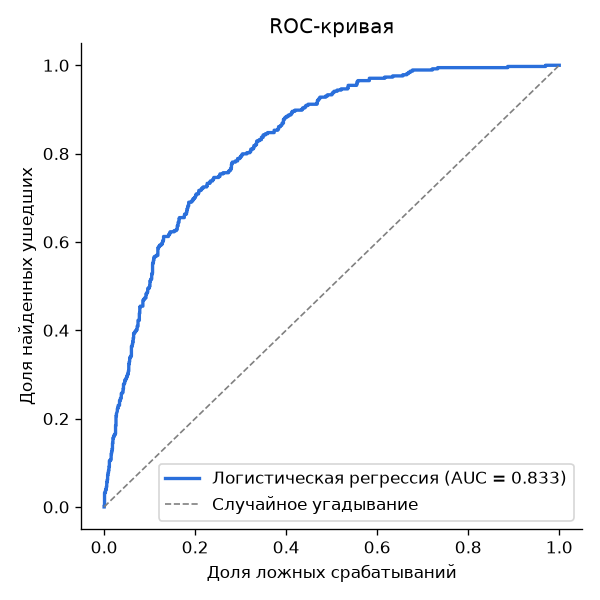 ROC-кривая
1.0
0.8
0.6
0.4
0.2
0.0
Доля найденных ушедших
Логистическая регрессия (AUC = 0.833)
Случайное угадывание
0.0 0.2 0.4 0.6 0.8 1.0
Доля ложных срабатываний